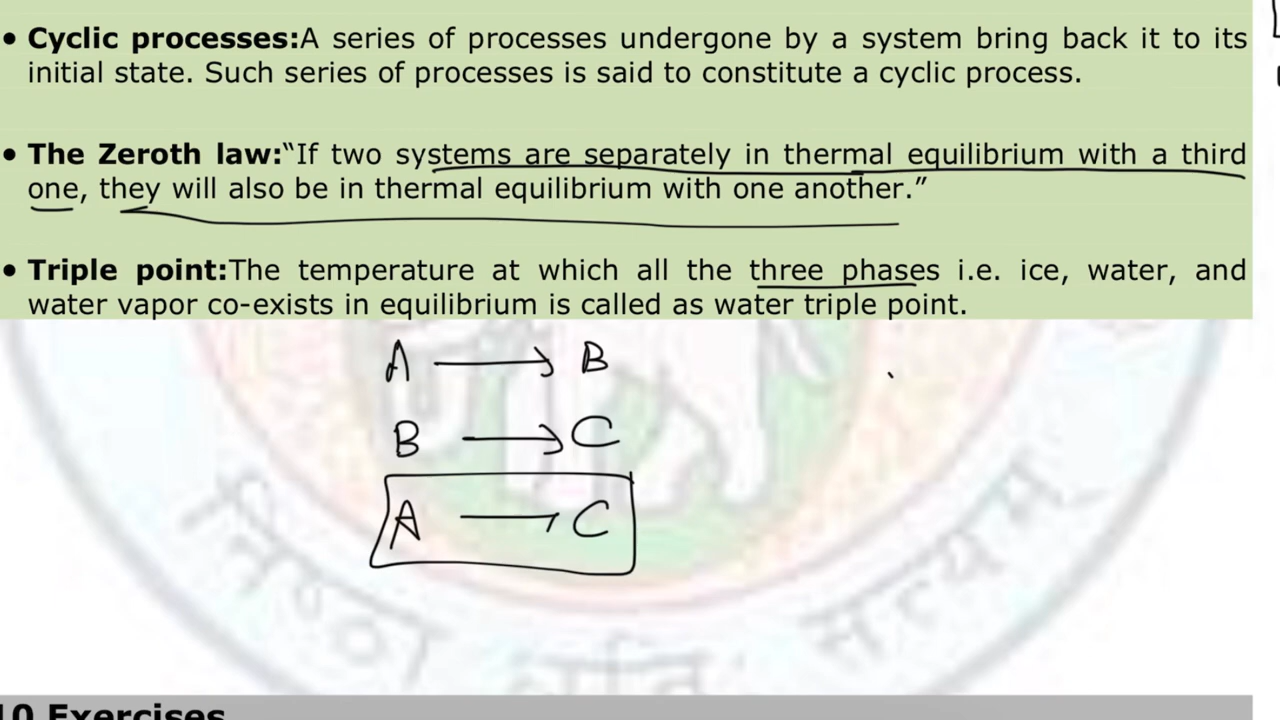 • Cyclic processes:A series of processes undergone by a system bring back it to its
initial state. Such series of processes is said to constitute a cyclic process.
• The Zeroth law:“If two systems are separately in thermal equilibrium with a third
one, they will also be in thermal equilibrium with one another.”
• Triple point:The temperature at which all the three phases i.e. ice, water, and
water vapor co-exists in equilibrium is called as water triple point.
A → B
B → C
A → C
10 Exercises